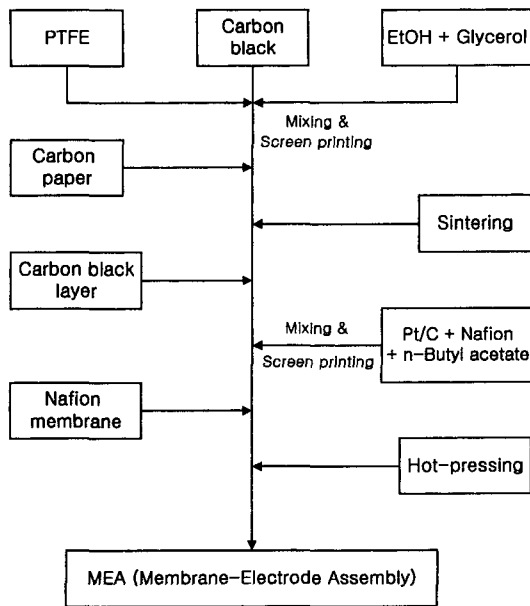 PTFE
Carbon
black
EtOH + Glycerol
Mixing &
Screen printing
Carbon
paper
Sintering
Carbon black
layer
Mixing &
Screen printing
Pt/C + Nafion
+ n-Butyl acetate
Nafion
membrane
Hot-pressing
MEA (Membrane-Electrode Assembly)